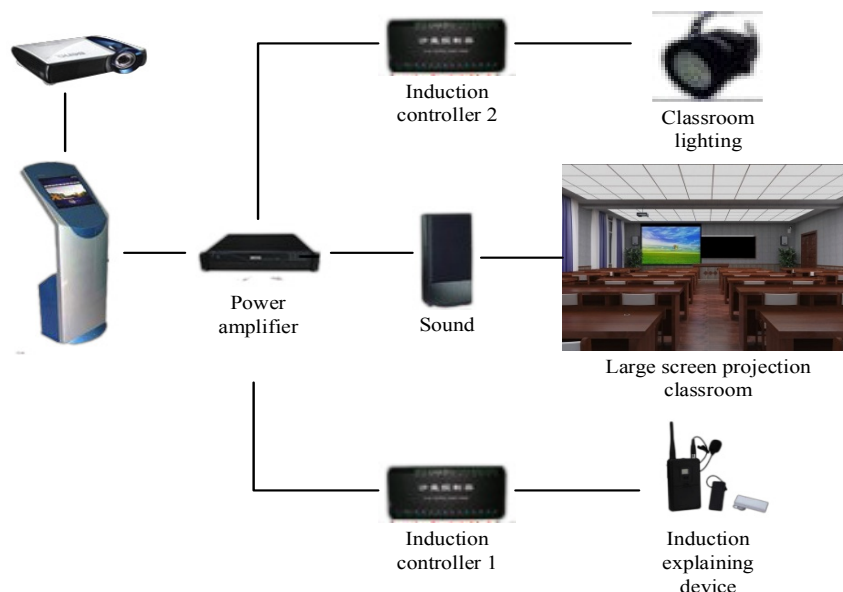 Induction
controller 2
Classroom
lighting
Power
amplifier
Sound
Large screen projection
classroom
Induction
controller 1
Induction
explaining
device